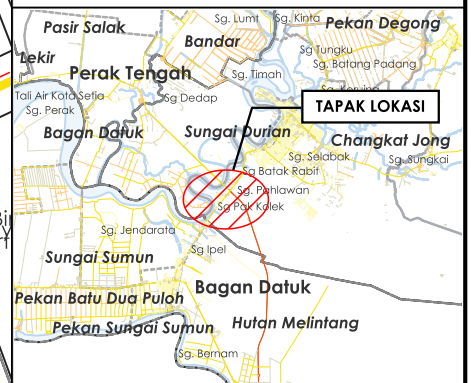 Sg. Lumt
Sg. Kinta
Pasir Salak
Pekan Degong
Bandar
Sg Tungku
Lekir
Sg. Batang Padang
Perak Tengah
Sg. Timah
Tali Air Kota Setia
Sg Dedap
TAPAK LOKASI
Sg. Perak
Bagan Datuk
Sungai Durian
Changkat Jong
Sg. Selabak
Sg. Sungkai
Sg Batak Rabit
Sg. Pahlawan
Sg Pak Kalek
Sg. Jendarata
Sg Ipel
Sungai Sumun
Bagan Datuk
Pekan Batu Dua Puloh
Hutan Melintang
Pekan Sungai Sumun
Sg. Bernam